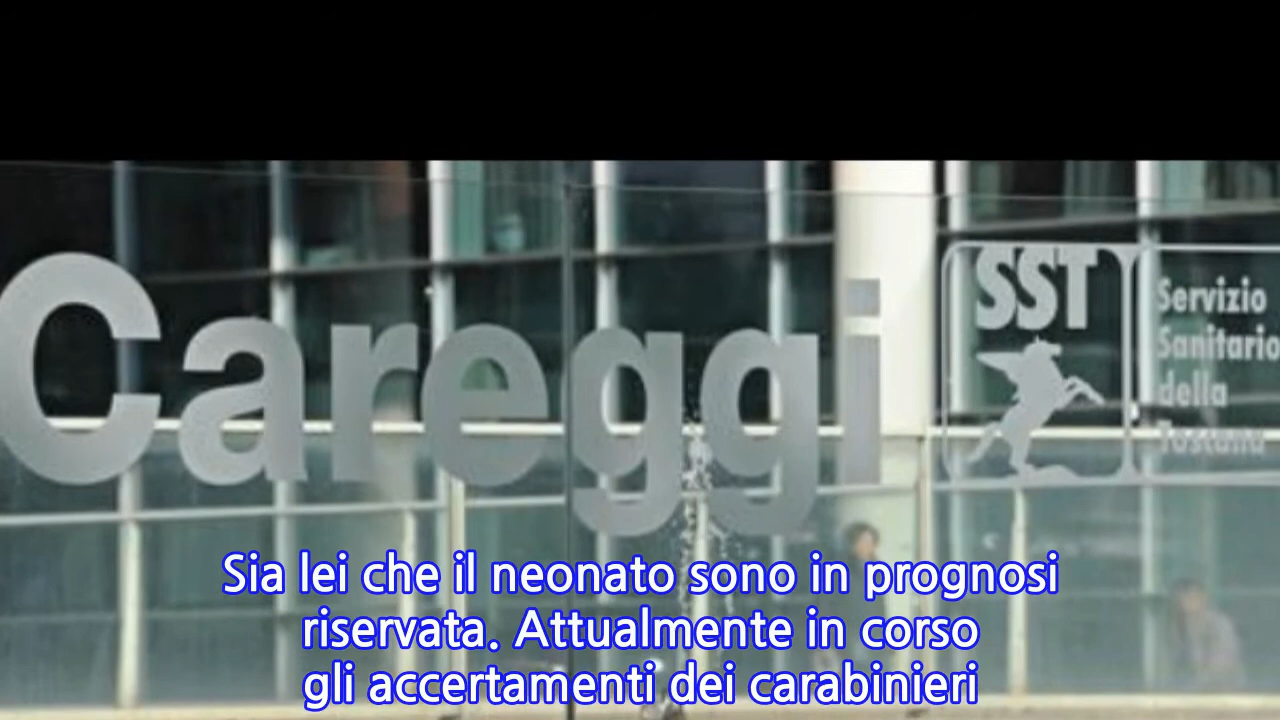 Careggi
SST
Servizio
Sanitario
della
Toscana
Sia lei che il neonato sono in prognosi
riservata. Attualmente in corso
gli accertamenti dei carabinieri